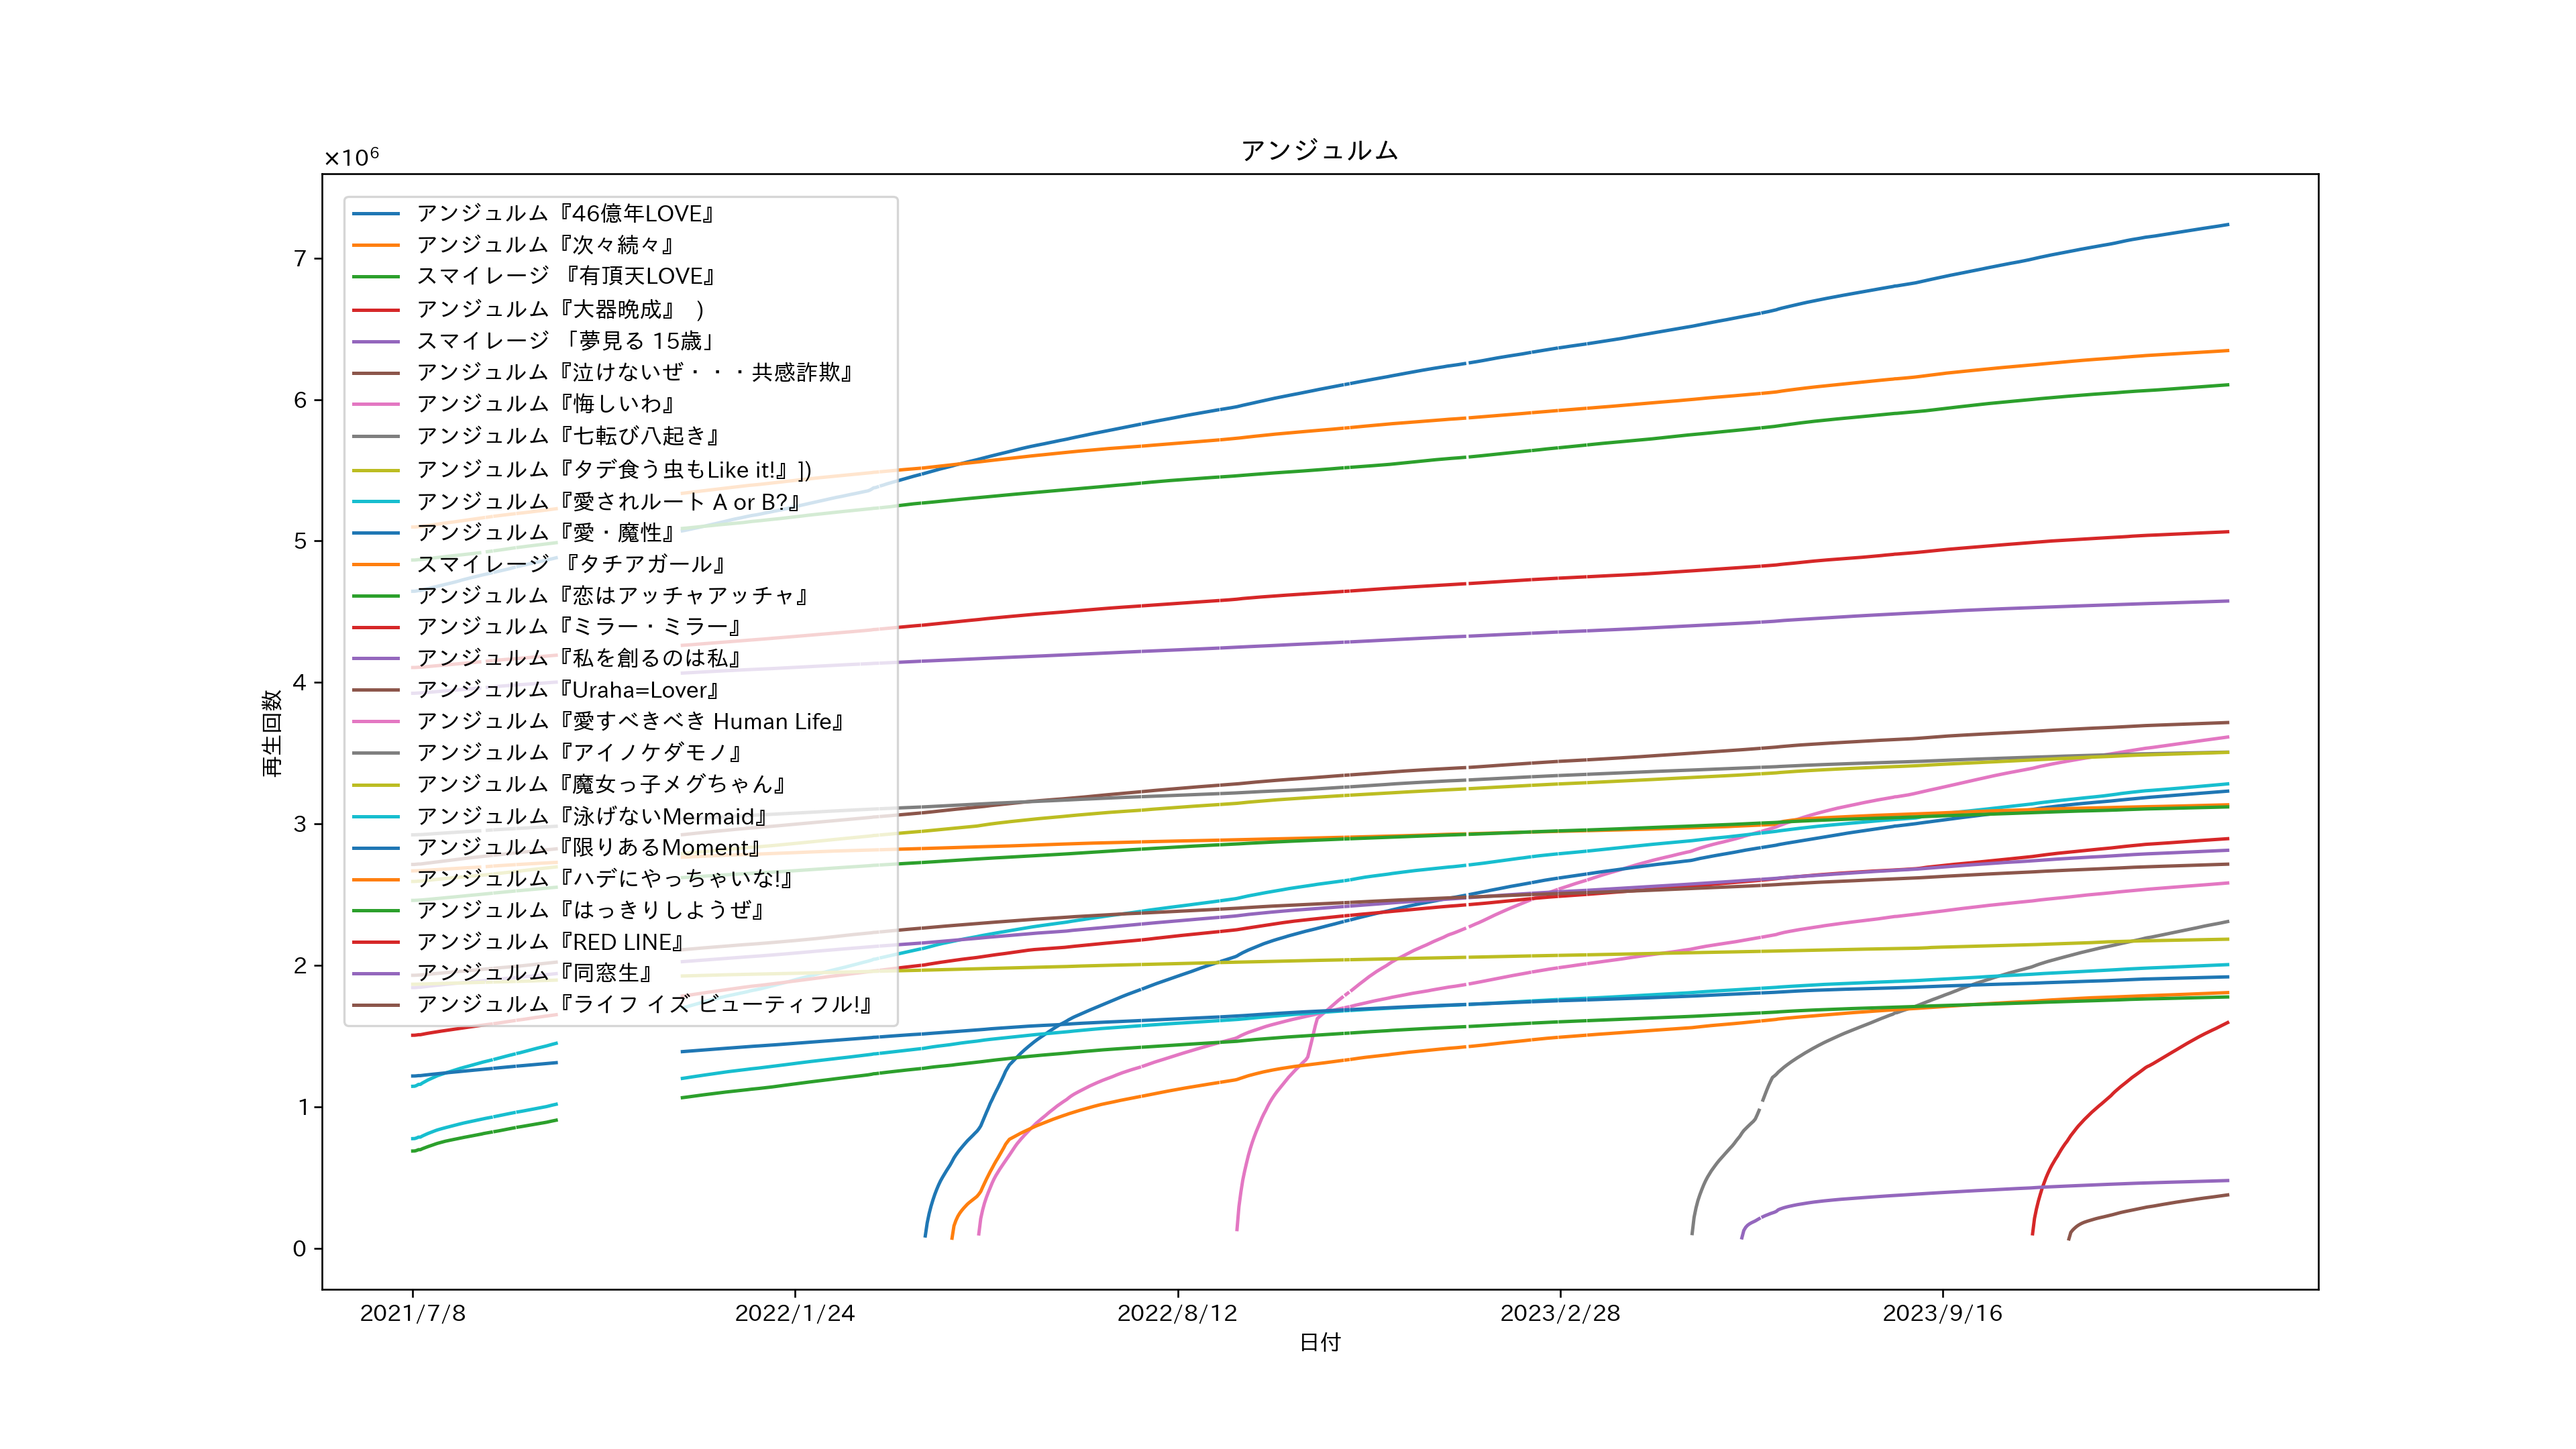 アンジュルム
×10⁶
アンジュルム『46億年LOVE』
アンジュルム『次々続々』
スマイレージ 『有頂天LOVE』
アンジュルム『大器晩成』 )
スマイレージ 「夢見る 15歳」
アンジュルム『泣けないぜ・・・共感詐欺』
アンジュルム『悔しいわ』
アンジュルム『七転び八起き』
アンジュルム『タデ食う虫もLike it!』])
アンジュルム『愛されルート A or B?』
アンジュルム『愛・魔性』
スマイレージ 『タチアガール』
アンジュルム『恋はアッチャアッチャ』
アンジュルム『ミラー・ミラー』
アンジュルム『私を創るのは私』
アンジュルム『Uraha=Lover』
アンジュルム『愛すべきべき Human Life』
アンジュルム『アイノケダモノ』
アンジュルム『魔女っ子メグちゃん』
アンジュルム『泳げないMermaid』
アンジュルム『限りあるMoment』
アンジュルム『ハデにやっちゃいな!』
アンジュルム『はっきりしようぜ』
アンジュルム『RED LINE』
アンジュルム『同窓生』
アンジュルム『ライフ イズ ビューティフル!』
7
6
5
4
3
2
1
0
再生回数
2021/7/8 2022/1/24 2022/8/12 2023/2/28 2023/9/16
日付